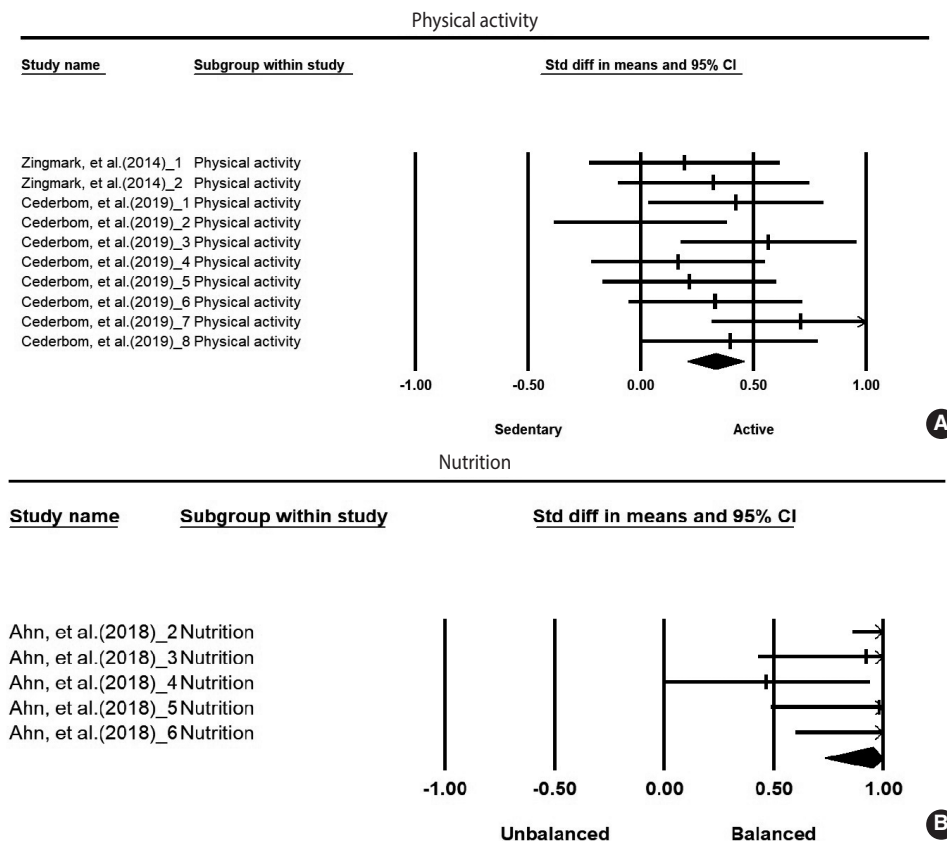 Physical activity
Study name Subgroup within study Std diff in means and 95% CI
Zingmark, et al.(2014)_1 Physical activity
Zingmark, et al.(2014)_2 Physical activity
Cederbom, et al.(2019)_1 Physical activity
Cederbom, et al.(2019)_2 Physical activity
Cederbom, et al.(2019)_3 Physical activity
Cederbom, et al.(2019)_4 Physical activity
Cederbom, et al.(2019)_5 Physical activity
Cederbom, et al.(2019)_6 Physical activity
Cederbom, et al.(2019)_7 Physical activity
Cederbom, et al.(2019)_8 Physical activity
-1.00 -0.50 0.00 0.50 1.00
Sedentary Active
A
Nutrition
Study name Subgroup within study Std diff in means and 95% CI
Ahn, et al.(2018)_2 Nutrition
Ahn, et al.(2018)_3 Nutrition
Ahn, et al.(2018)_4 Nutrition
Ahn, et al.(2018)_5 Nutrition
Ahn, et al.(2018)_6 Nutrition
-1.00 -0.50 0.00 0.50 1.00
Unbalanced Balanced
B